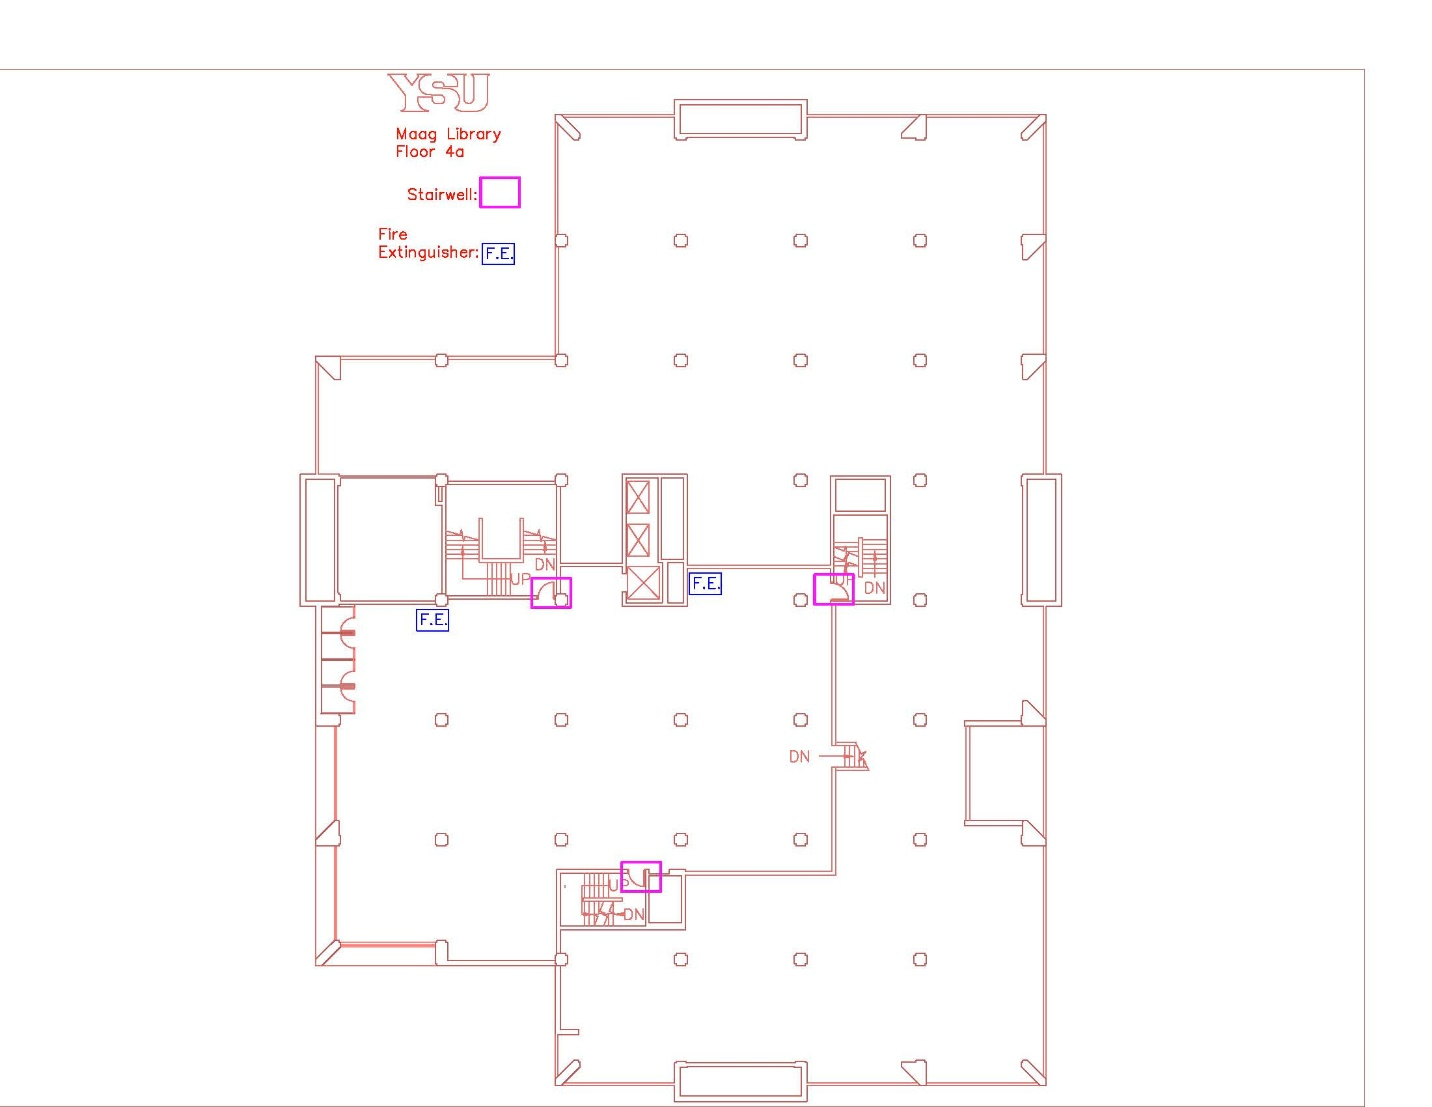 YSU
Maag Library
Floor 4a
Stairwell:
Fire
Extinguisher: F.E.
DN
UP
F.E.
UP
DN
F.E.
DN
UP
DN